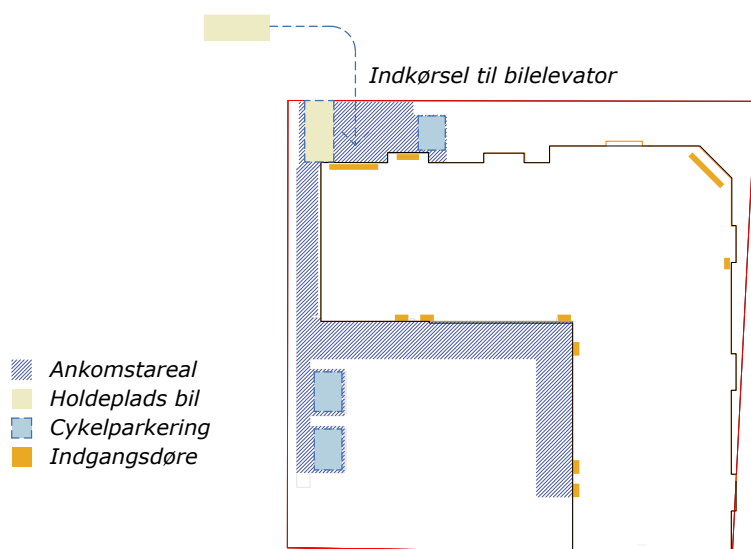 Indkørsel til bilelevator
Ankomstareal
Holdeplads bil
Cykelparkering
Indgangsdøre